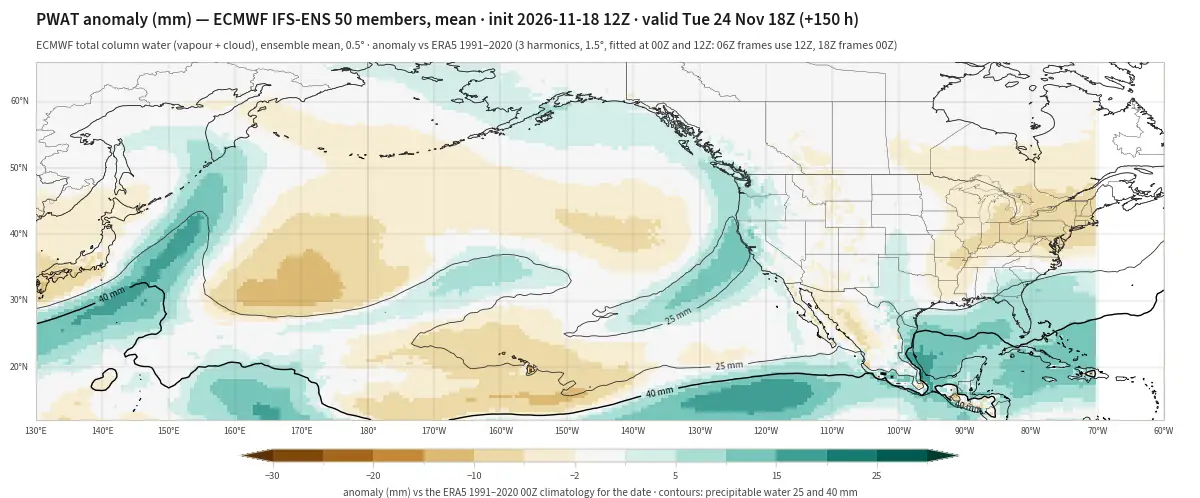 PWAT anomaly (mm) — ECMWF IFS-ENS 50 members, mean · init 2026-11-18 12Z · valid Tue 24 Nov 18Z (+150 h)
ECMWF total column water (vapour + cloud), ensemble mean, 0.5° · anomaly vs ERA5 1991–2020 (3 harmonics, 1.5°, fitted at 00Z and 12Z: 06Z frames use 12Z, 18Z frames 00Z)
60°N
50°N
40°N
30°N
20°N
40 mm
25 mm
25 mm
40 mm
40 mm
130°E 140°E 150°E 160°E 170°E 180° 170°W 160°W 150°W 140°W 130°W 120°W 110°W 100°W 90°W 80°W 70°W 60°W
−30 −20 −10 −2 5 15 25
anomaly (mm) vs the ERA5 1991–2020 00Z climatology for the date · contours: precipitable water 25 and 40 mm